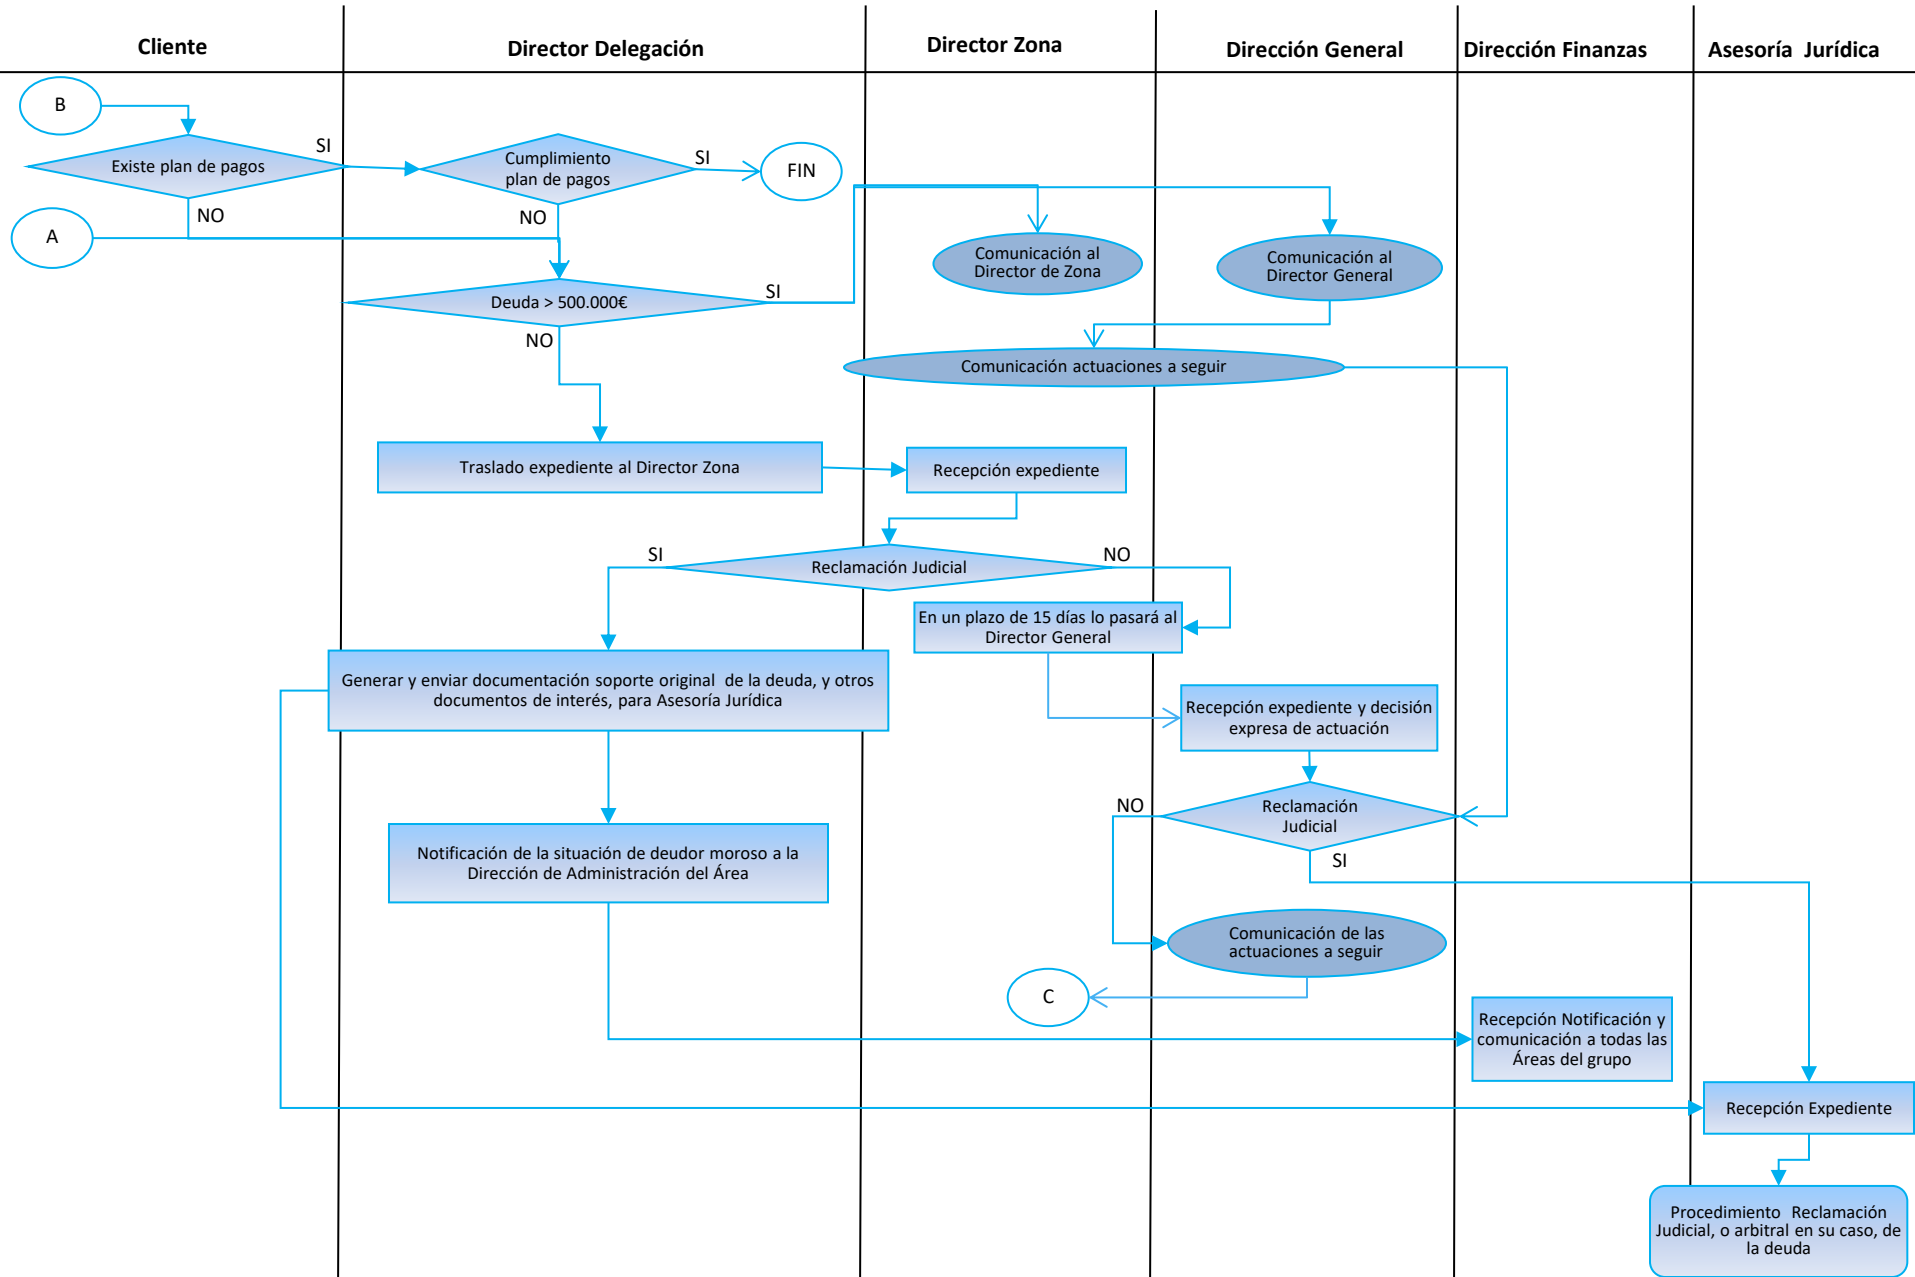 Cliente
Director Delegación
Director Zona
Dirección General
Dirección Finanzas
Asesoría Jurídica
B
Existe plan de pagos
SI
Cumplimiento
plan de pagos
SI
FIN
NO
NO
A
Comunicación al
Director de Zona
Comunicación al
Director General
Deuda > 500.000€
SI
NO
Comunicación actuaciones a seguir
Traslado expediente al Director Zona
Recepción expediente
SI
Reclamación Judicial
NO
En un plazo de 15 días lo pasará al
Director General
Generar y enviar documentación soporte original de la deuda, y otros
documentos de interés, para Asesoría Jurídica
Recepción expediente y decisión
expresa de actuación
NO
Reclamación
Judicial
SI
Notificación de la situación de deudor moroso a la
Dirección de Administración del Área
Comunicación de las
actuaciones a seguir
C
Recepción Notificación y
comunicación a todas las
Áreas del grupo
Recepción Expediente
Procedimiento Reclamación
Judicial, o arbitral en su caso, de
la deuda